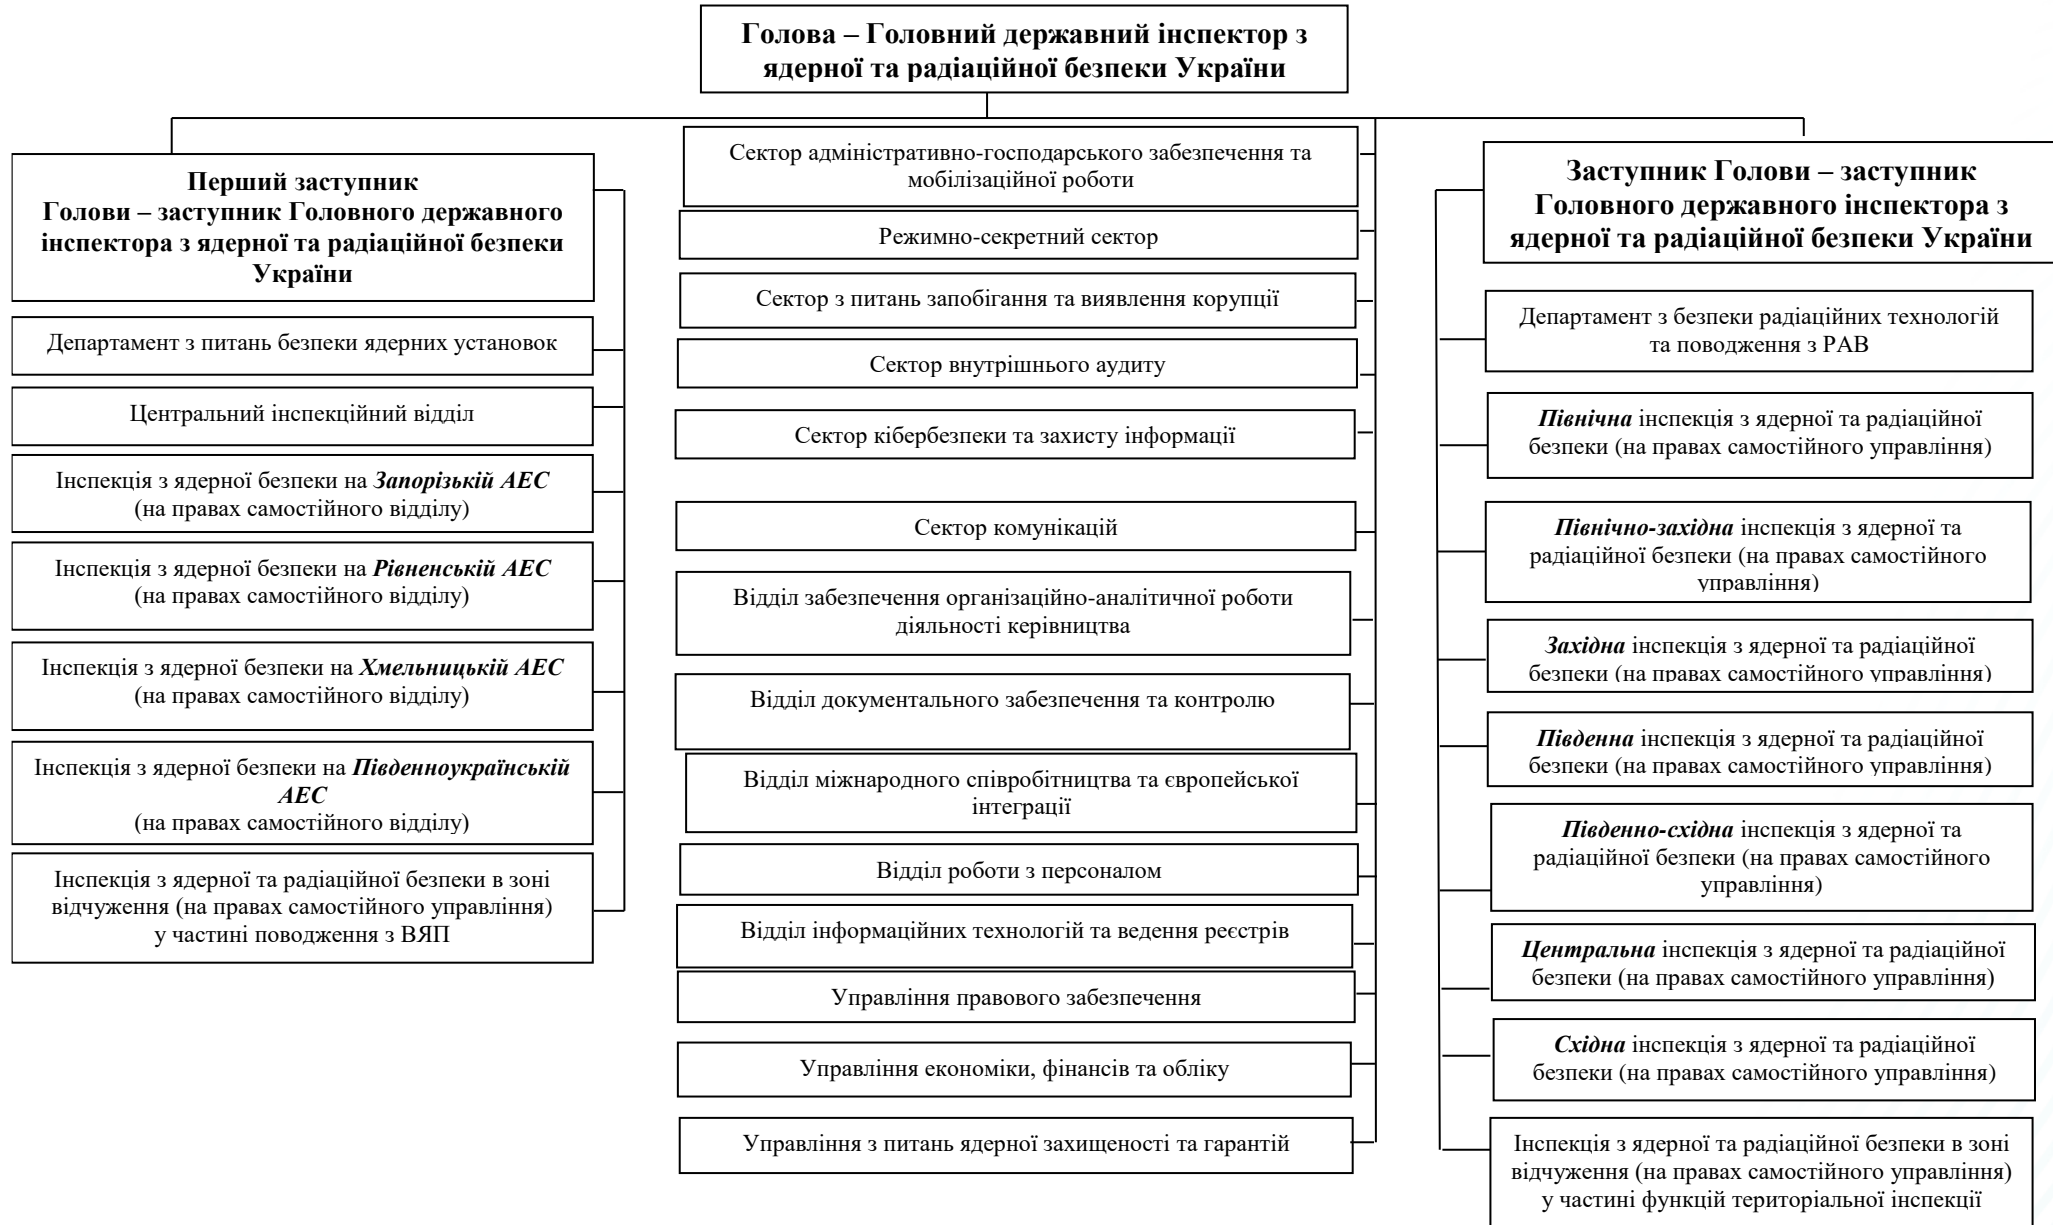 Голова – Головний державний інспектор з
ядерної та радіаційної безпеки України
Перший заступник
Голови – заступник Головного державного
інспектора з ядерної та радіаційної безпеки
України
Департамент з питань безпеки ядерних установок
Центральний інспекційний відділ
Інспекція з ядерної безпеки на Запорізькій АЕС
(на правах самостійного відділу)
Інспекція з ядерної безпеки на Рівненській АЕС
(на правах самостійного відділу)
Інспекція з ядерної безпеки на Хмельницькій АЕС
(на правах самостійного відділу)
Інспекція з ядерної безпеки на Південноукраїнській
АЕС
(на правах самостійного відділу)
Інспекція з ядерної та радіаційної безпеки в зоні
відчуження (на правах самостійного управління)
у частині поводження з ВЯП
Сектор адміністративно-господарського забезпечення та
мобілізаційної роботи
Режимно-секретний сектор
Сектор з питань запобігання та виявлення корупції
Сектор внутрішнього аудиту
Сектор кібербезпеки та захисту інформації
Сектор комунікацій
Відділ забезпечення організаційно-аналітичної роботи
діяльності керівництва
Відділ документального забезпечення та контролю
Відділ міжнародного співробітництва та європейської
інтеграції
Відділ роботи з персоналом
Відділ інформаційних технологій та ведення реєстрів
Управління правового забезпечення
Управління економіки, фінансів та обліку
Управління з питань ядерної захищеності та гарантій
Заступник Голови – заступник
Головного державного інспектора з
ядерної та радіаційної безпеки України
Департамент з безпеки радіаційних технологій
та поводження з РАВ
Північна інспекція з ядерної та радіаційної
безпеки (на правах самостійного управління)
Північно-західна інспекція з ядерної та
радіаційної безпеки (на правах самостійного
управління)
Західна інспекція з ядерної та радіаційної
безпеки (на правах самостійного управління)
Південна інспекція з ядерної та радіаційної
безпеки (на правах самостійного управління)
Південно-східна інспекція з ядерної та
радіаційної безпеки (на правах самостійного
управління)
Центральна інспекція з ядерної та радіаційної
безпеки (на правах самостійного управління)
Східна інспекція з ядерної та радіаційної
безпеки (на правах самостійного управління)
Інспекція з ядерної та радіаційної безпеки в зоні
відчуження (на правах самостійного управління)
у частині функцій територіальної інспекції